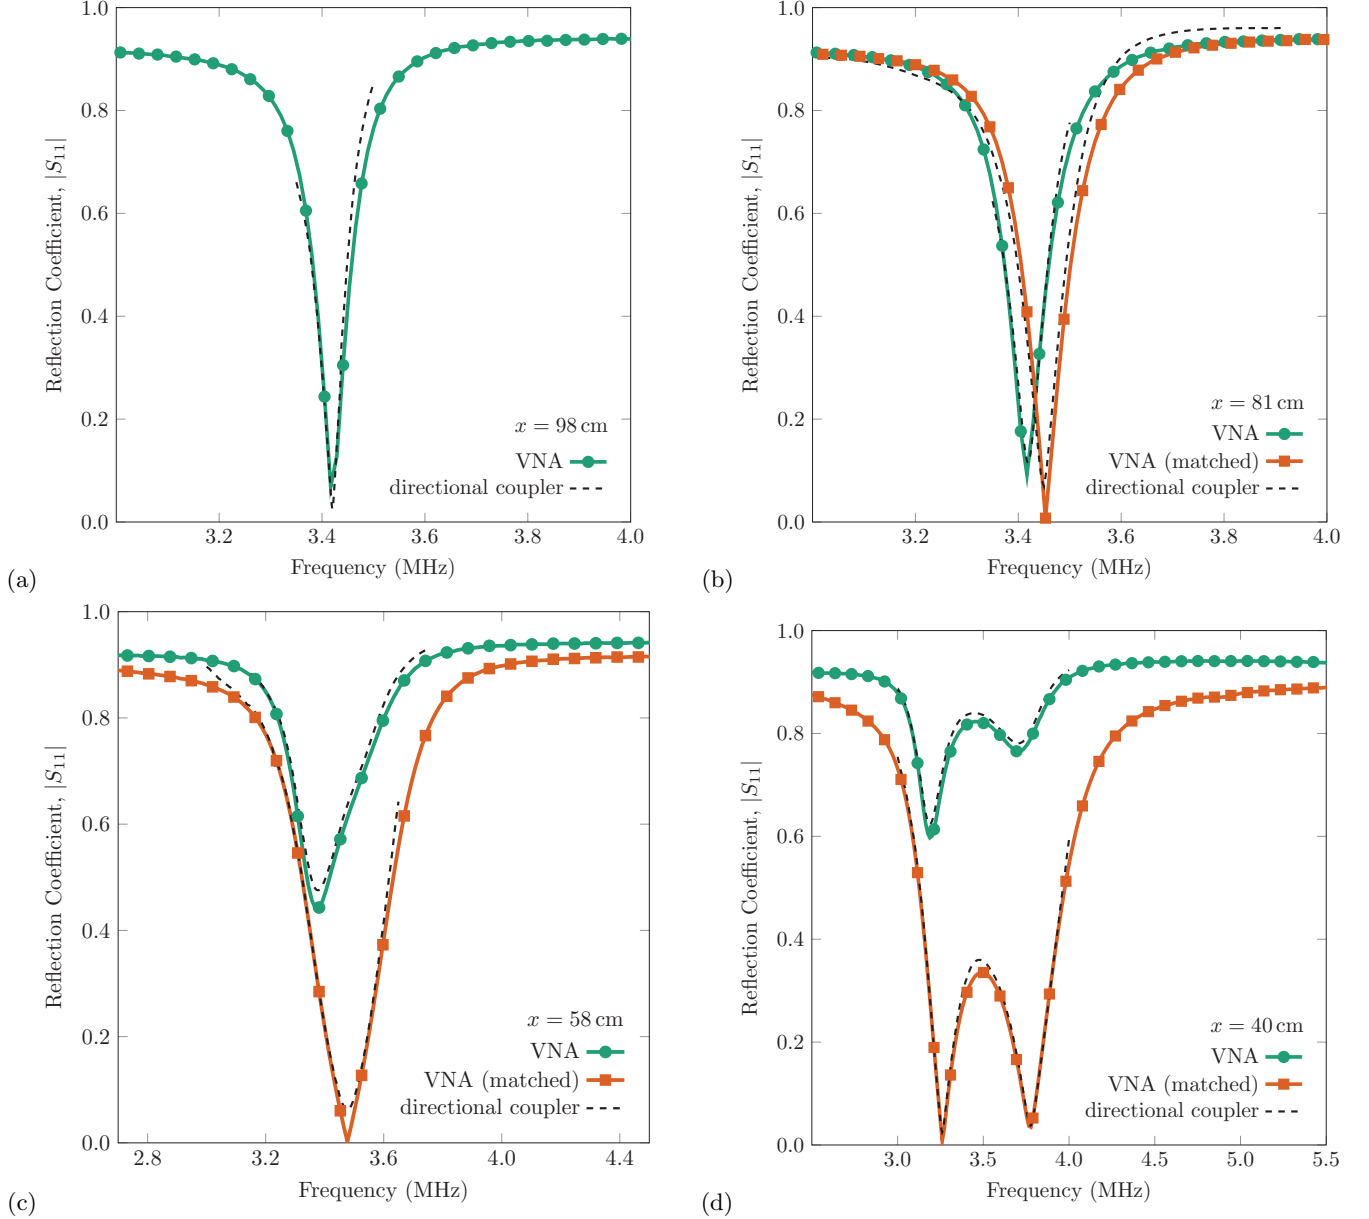 1.0
0.8
0.6
0.4
0.2
0.0
Reflection Coefficient, |S₁₁|
3.2 3.4 3.6 3.8 4.0
Frequency (MHz)
x = 98 cm
VNA
directional coupler
(a)
1.0
0.8
0.6
0.4
0.2
0.0
Reflection Coefficient, |S₁₁|
3.2 3.4 3.6 3.8 4.0
Frequency (MHz)
x = 81 cm
VNA
VNA (matched)
directional coupler
(b)
1.0
0.8
0.6
0.4
0.2
0.0
Reflection Coefficient, |S₁₁|
2.8 3.2 3.6 4.0 4.4
Frequency (MHz)
x = 58 cm
VNA
VNA (matched)
directional coupler
(c)
1.0
0.8
0.6
0.4
0.2
0.0
Reflection Coefficient, |S₁₁|
3.0 3.5 4.0 4.5 5.0 5.5
Frequency (MHz)
x = 40 cm
VNA
VNA (matched)
directional coupler
(d)